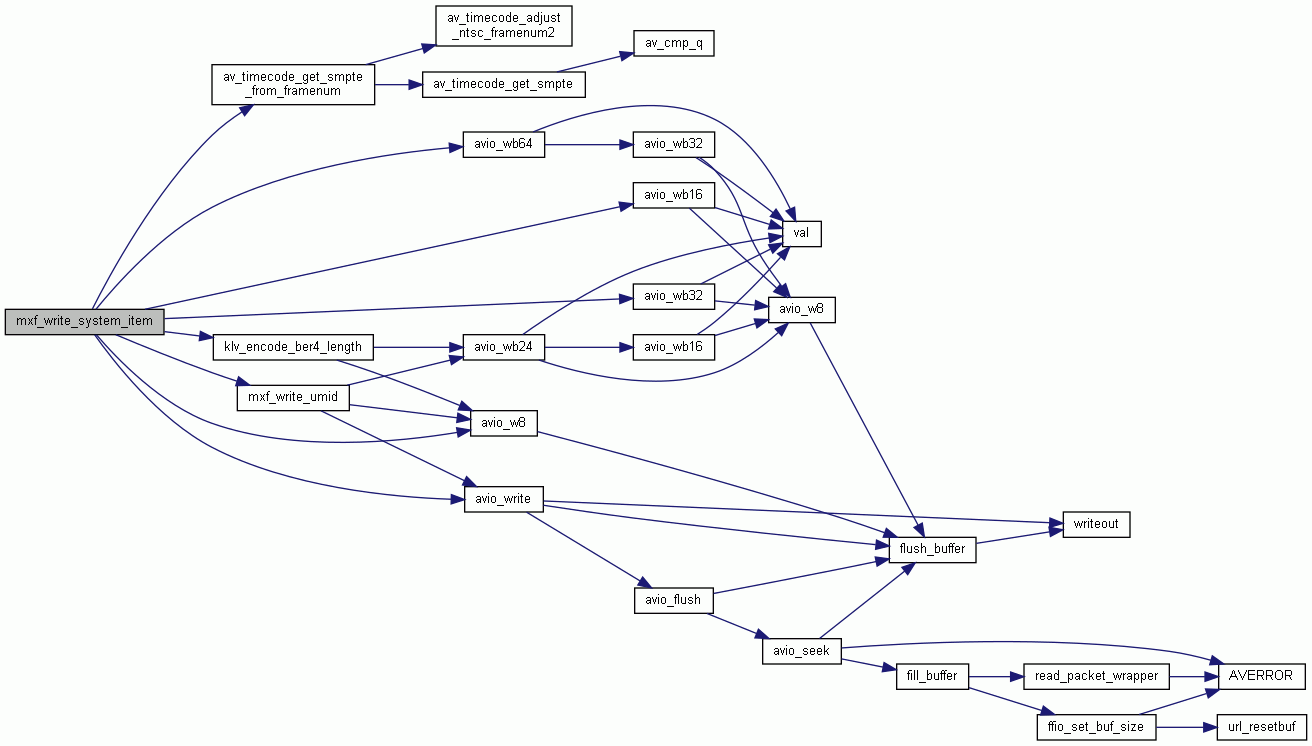 av_timecode_adjust
_ntsc_framenum2
av_cmp_q
av_timecode_get_smpte
_from_framenum
av_timecode_get_smpte
avio_wb64
avio_wb32
avio_wb16
val
avio_wb32
avio_w8
mxf_write_system_item
klv_encode_ber4_length
avio_wb24
avio_wb16
mxf_write_umid
avio_w8
avio_write
writeout
flush_buffer
avio_flush
avio_seek
fill_buffer
read_packet_wrapper
AVERROR
ffio_set_buf_size
url_resetbuf